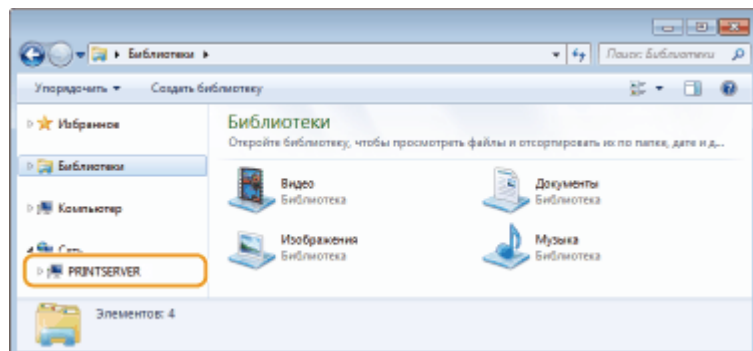 Библиотеки
Поиск: Библиотеки
Упорядочить
Создать библиотеку
Избранное
Библиотеки
Компьютер
Сеть
PRINTSERVER
Библиотеки
Откройте библиотеку, чтобы просмотреть файлы и отсортировать их по папке, дате и д...
Видео
Библиотека
Документы
Библиотека
Изображения
Библиотека
Музыка
Библиотека
Элементов: 4